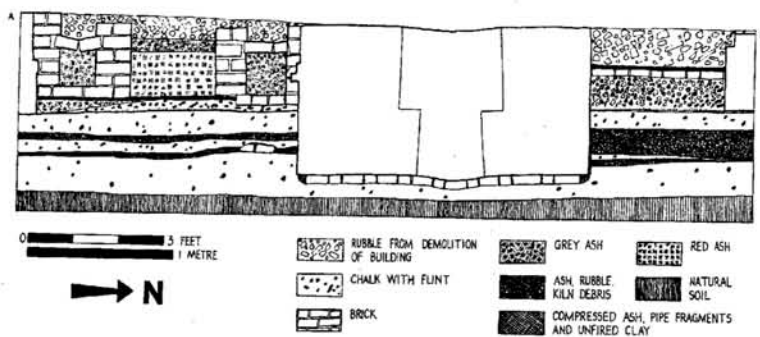 A
0 3 FEET
1 METRE
N
RUBBLE FROM DEMOLITION
OF BUILDING
CHALK WITH FLINT
BRICK
GREY ASH
ASH, RUBBLE,
KILN DEBRIS
COMPRESSED ASH, PIPE FRAGMENTS
AND UNFIRED CLAY
RED ASH
NATURAL
SOIL